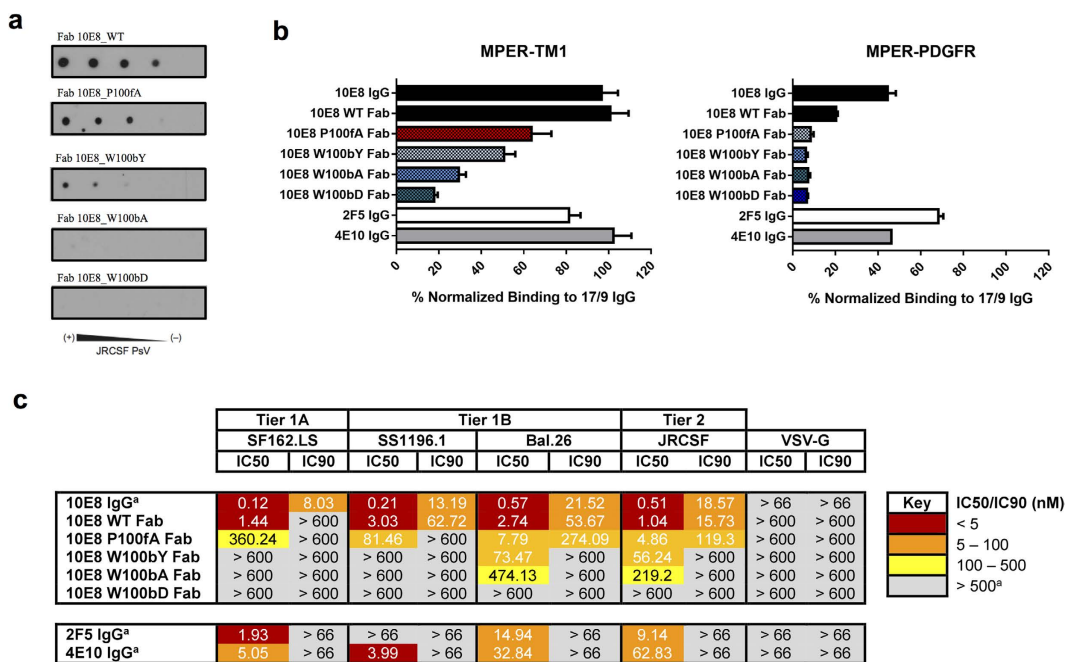 a
Fab 10E8_WT
Fab 10E8_P100fA
Fab 10E8_W100bY
Fab 10E8_W100bA
Fab 10E8_W100bD
(+) (–)
JRCSF PsV
b
MPER-TM1
10E8 IgG
10E8 WT Fab
10E8 P100fA Fab
10E8 W100bY Fab
10E8 W100bA Fab
10E8 W100bD Fab
2F5 IgG
4E10 IgG
0 20 40 60 80 100 120
% Normalized Binding to 17/9 IgG
MPER-PDGFR
10E8 IgG
10E8 WT Fab
10E8 P100fA Fab
10E8 W100bY Fab
10E8 W100bA Fab
10E8 W100bD Fab
2F5 IgG
4E10 IgG
0 20 40 60 80 100 120
% Normalized Binding to 17/9 IgG
c
Tier 1A Tier 1B Tier 2
SF162.LS SS1196.1 Bal.26 JRCSF VSV-G
IC50 IC90 IC50 IC90 IC50 IC90 IC50 IC90 IC50 IC90
10E8 IgGa 0.12 8.03 0.21 13.19 0.57 21.52 0.51 18.57 > 66 > 66
10E8 WT Fab 1.44 > 600 3.03 62.72 2.74 53.67 1.04 15.73 > 600 > 600
10E8 P100fA Fab 360.24 > 600 81.46 > 600 7.79 274.09 4.86 119.3 > 600 > 600
10E8 W100bY Fab > 600 > 600 > 600 > 600 73.47 > 600 56.24 > 600 > 600 > 600
10E8 W100bA Fab > 600 > 600 > 600 > 600 474.13 > 600 219.2 > 600 > 600 > 600
10E8 W100bD Fab > 600 > 600 > 600 > 600 > 600 > 600 > 600 > 600 > 600 > 600
2F5 IgGa 1.93 > 66 > 66 > 66 14.94 > 66 9.14 > 66 > 66 > 66
4E10 IgGa 5.05 > 66 3.99 > 66 32.84 > 66 62.83 > 66 > 66 > 66
Key IC50/IC90 (nM)
< 5
5 – 100
100 – 500
> 500a